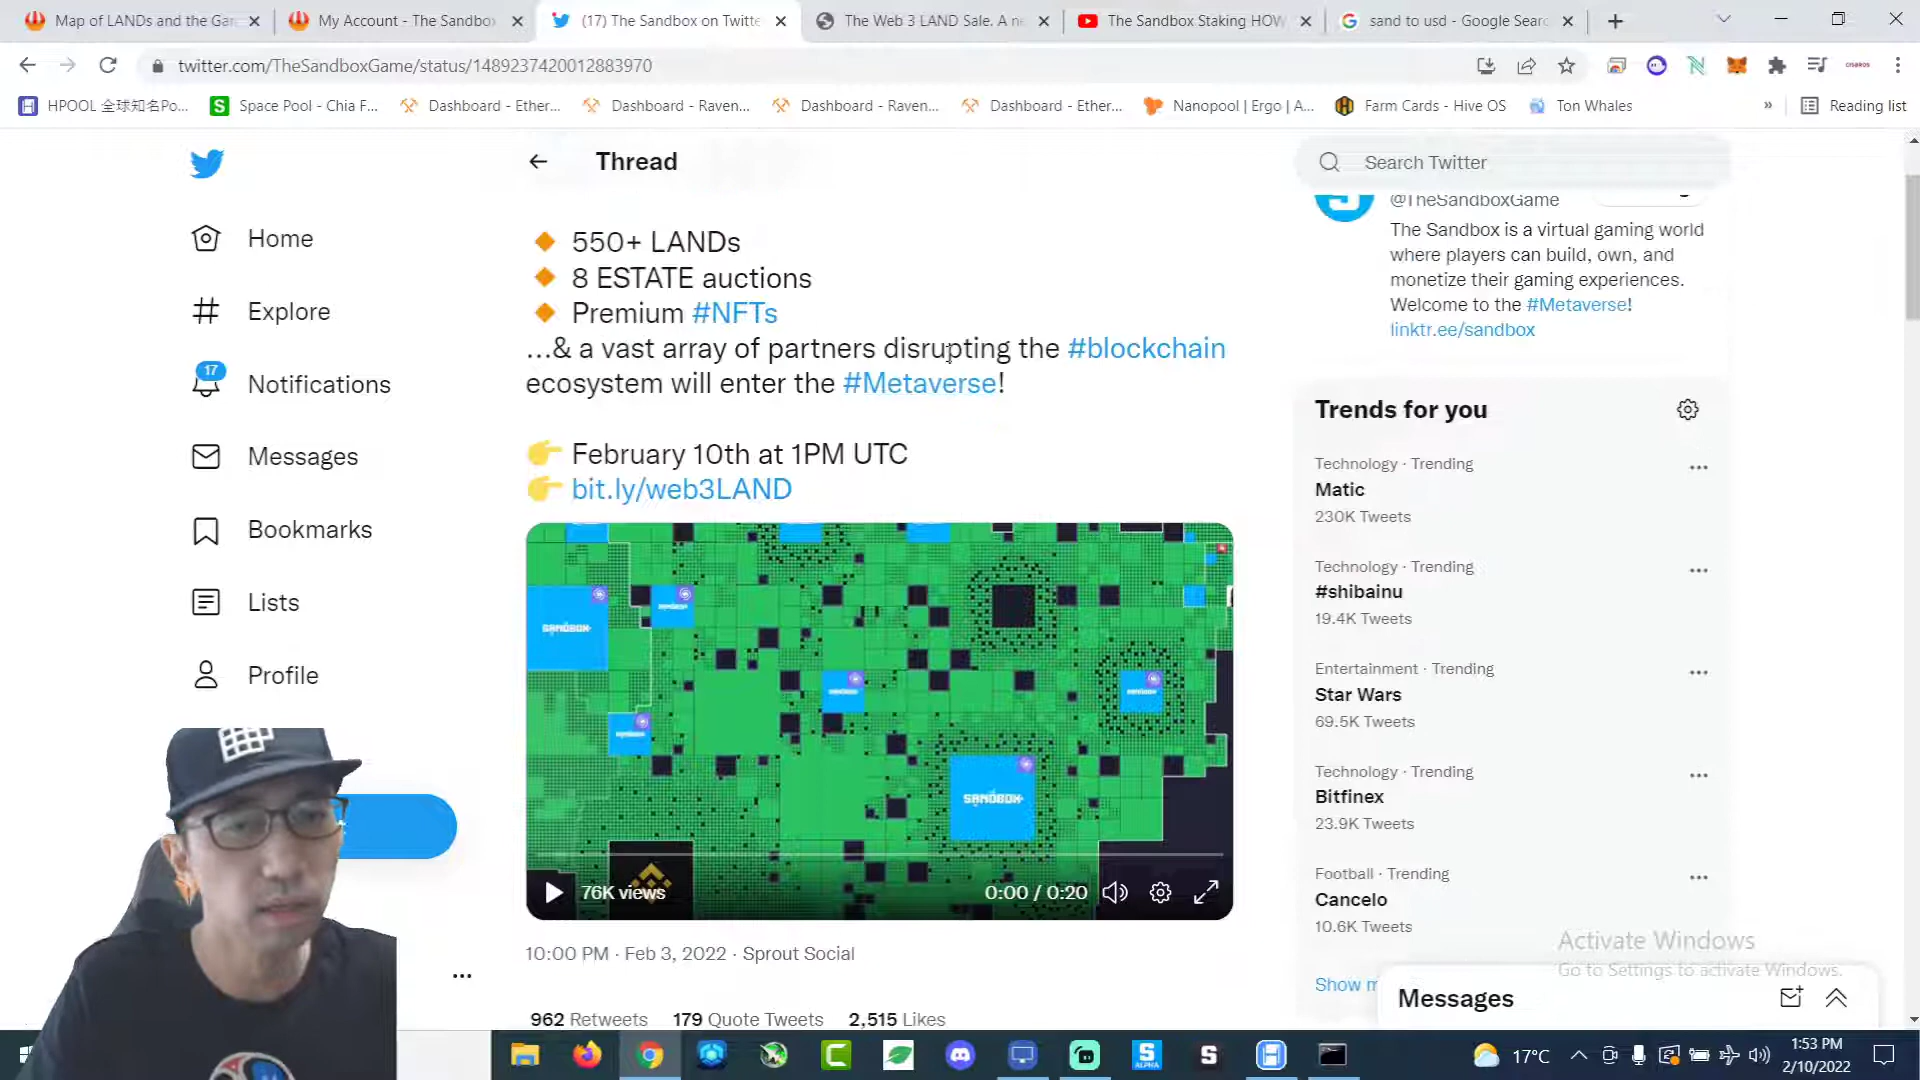 Map of LANDs and the Gar
My Account - The Sandbox
(17) The Sandbox on Twitte
The Web 3 LAND Sale. A ne
The Sandbox Staking HOW
sand to usd - Google Searc
twitter.com/TheSandboxGame/status/1489237420012883970
HPOOL 全球知名Po...
Space Pool - Chia F...
Dashboard - Ether...
Dashboard - Raven...
Dashboard - Raven...
Dashboard - Ether...
Nanopool | Ergo | A...
Farm Cards - Hive OS
Ton Whales
»
Reading list
Home
Explore
17
Notifications
Messages
Bookmarks
Lists
Profile
Thread
550+ LANDs
8 ESTATE auctions
Premium #NFTs
...& a vast array of partners disrupting the #blockchain
ecosystem will enter the #Metaverse!
February 10th at 1PM UTC
bit.ly/web3LAND
SANDBOX
SANDBOX
SANDBOX
SANDBOX
SANDBOX
SANDBOX
76K views
0:00 / 0:20
10:00 PM · Feb 3, 2022 · Sprout Social
962 Retweets 179 Quote Tweets 2,515 Likes
Search Twitter
@TheSandboxGame
The Sandbox is a virtual gaming world
where players can build, own, and
monetize their gaming experiences.
Welcome to the #Metaverse!
linktr.ee/sandbox
Trends for you
Technology · Trending
Matic
230K Tweets
Technology · Trending
#shibainu
19.4K Tweets
Entertainment · Trending
Star Wars
69.5K Tweets
Technology · Trending
Bitfinex
23.9K Tweets
Football · Trending
Cancelo
10.6K Tweets
Show m
Activate Windows
Go to Settings to activate Windows.
Messages
ALPHA
17°C
1:53 PM
2/10/2022